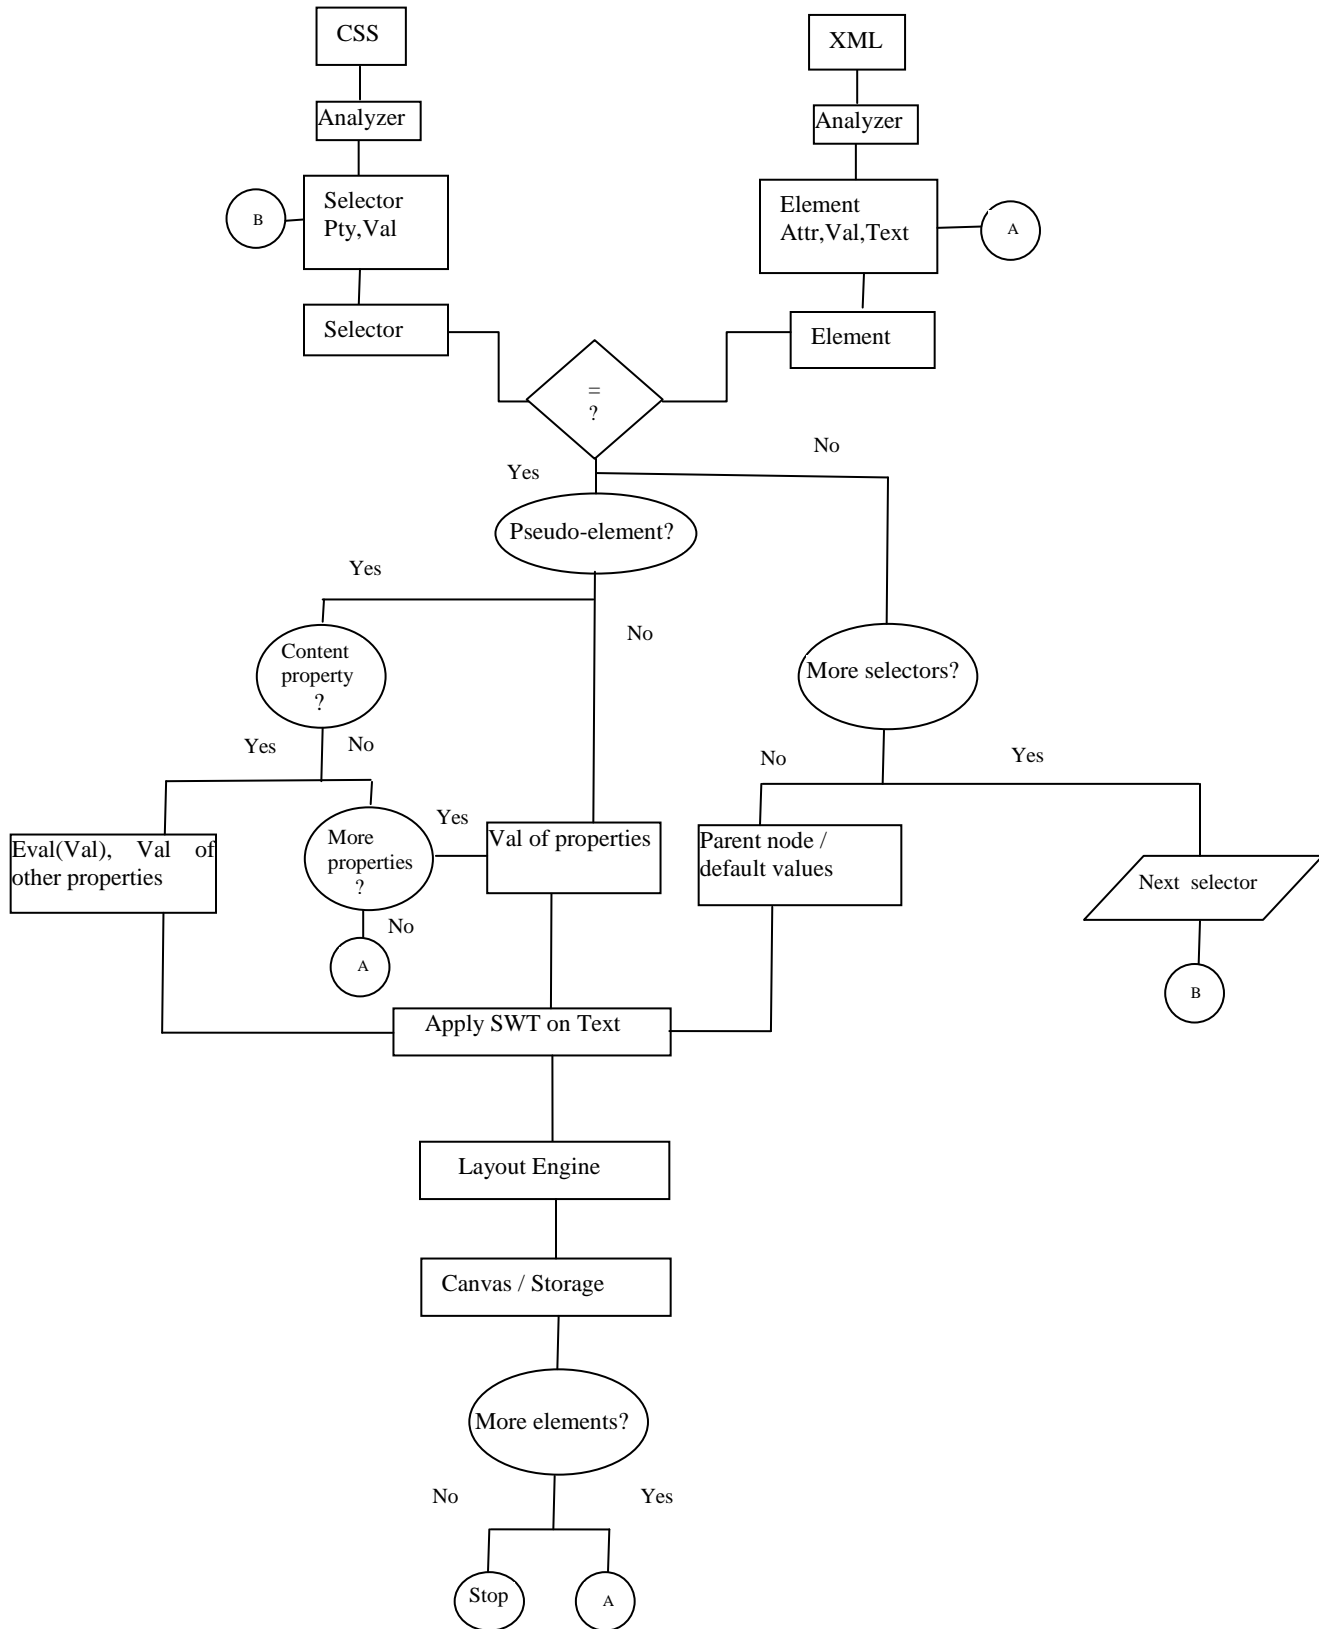 CSS
XML
Analyzer
Analyzer
Selector
Pty,Val
B
Element
Attr,Val,Text
A
Selector
Element
=
?
No
Yes
Pseudo-element?
Yes
No
Content
property
?
More selectors?
Yes
No
No
Yes
Eval(Val), Val of
other properties
More
properties
?
Yes
Val of properties
Parent node /
default values
Next selector
No
A
B
Apply SWT on Text
Layout Engine
Canvas / Storage
More elements?
No
Yes
Stop
A